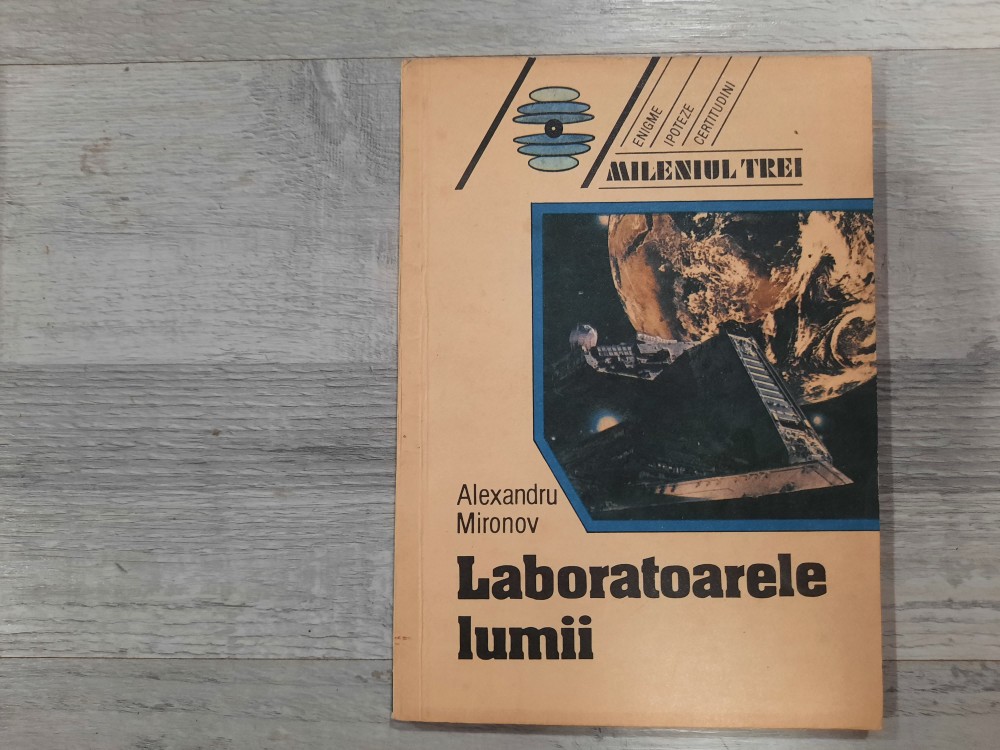 ENIGME
IPOTEZE
CERTITUDINI
MILENIUL TREI
Alexandru
Mironov
Laboratoarele
lumii